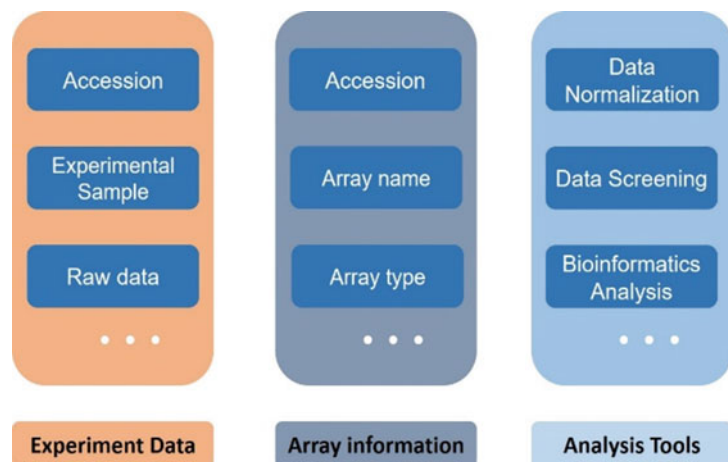 Accession
Experimental
Sample
Raw data
Accession
Array name
Array type
Data
Normalization
Data Screening
Bioinformatics
Analysis
Experiment Data
Array information
Analysis Tools